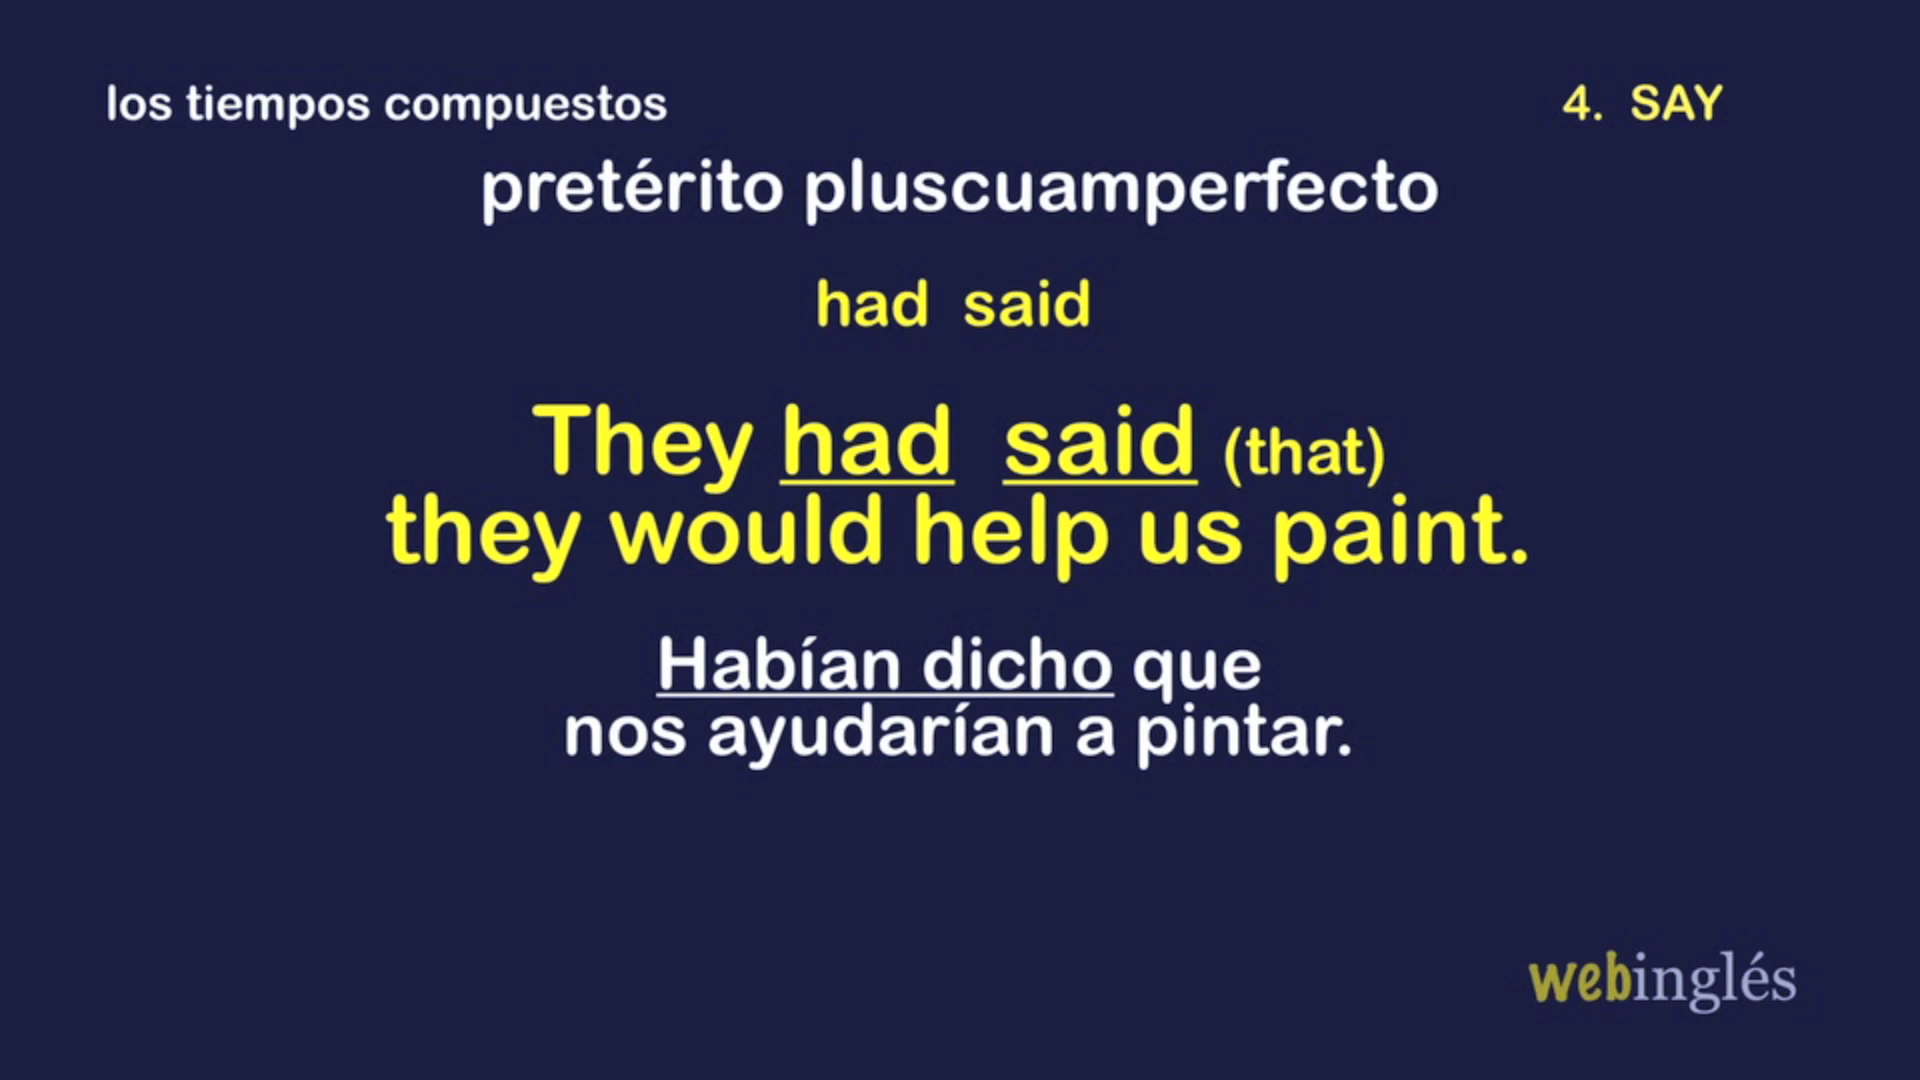 los tiempos compuestos
4. SAY
pretérito pluscuamperfecto
had said
They had said (that)
they would help us paint.
Habían dicho que
nos ayudarían a pintar.
webinglés